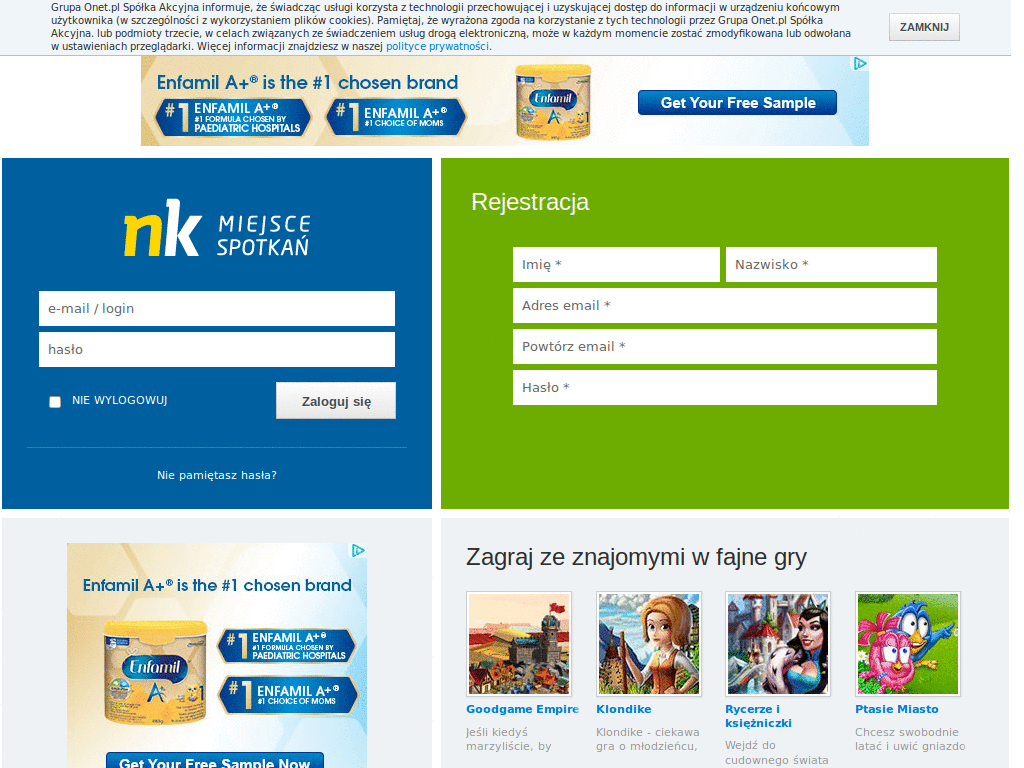 Grupa Onet.pl Spółka Akcyjna informuje, że świadcząc usługi korzysta z technologii przechowującej i uzyskującej dostęp do informacji w urządzeniu końcowym
użytkownika (w szczególności z wykorzystaniem plików cookies). Pamiętaj, że wyrażona zgoda na korzystanie z tych technologii przez Grupa Onet.pl Spółka
Akcyjna. lub podmioty trzecie, w celach związanych ze świadczeniem usług drogą elektroniczną, może w każdym momencie zostać zmodyfikowana lub odwołana
w ustawieniach przeglądarki. Więcej informacji znajdziesz w naszej polityce prywatności.
ZAMKNIJ
Enfamil A+® is the #1 chosen brand
#1 ENFAMIL A+®
#1 FORMULA CHOSEN BY
PAEDIATRIC HOSPITALS
#1 ENFAMIL A+®
#1 CHOICE OF MOMS
Enfamil
A+ 1
Get Your Free Sample
nk MIEJSCE
SPOTKAŃ
e-mail / login
hasło
NIE WYLOGOWUJ
Zaloguj się
Nie pamiętasz hasła?
Rejestracja
Imię * Nazwisko *
Adres email *
Powtórz email *
Hasło *
Enfamil A+® is the #1 chosen brand
Enfamil
A+ 1
#1 ENFAMIL A+®
#1 FORMULA CHOSEN BY
PAEDIATRIC HOSPITALS
#1 ENFAMIL A+®
#1 CHOICE OF MOMS
Get Your Free Sample Now
Zagraj ze znajomymi w fajne gry
Goodgame Empire
Jeśli kiedyś
marzyliście, by
Klondike
Klondike - ciekawa
gra o młodzieńcu,
Rycerze i
księżniczki
Wejdź do
cudownego świata
Ptasie Miasto
Chcesz swobodnie
latać i uwić gniazdo